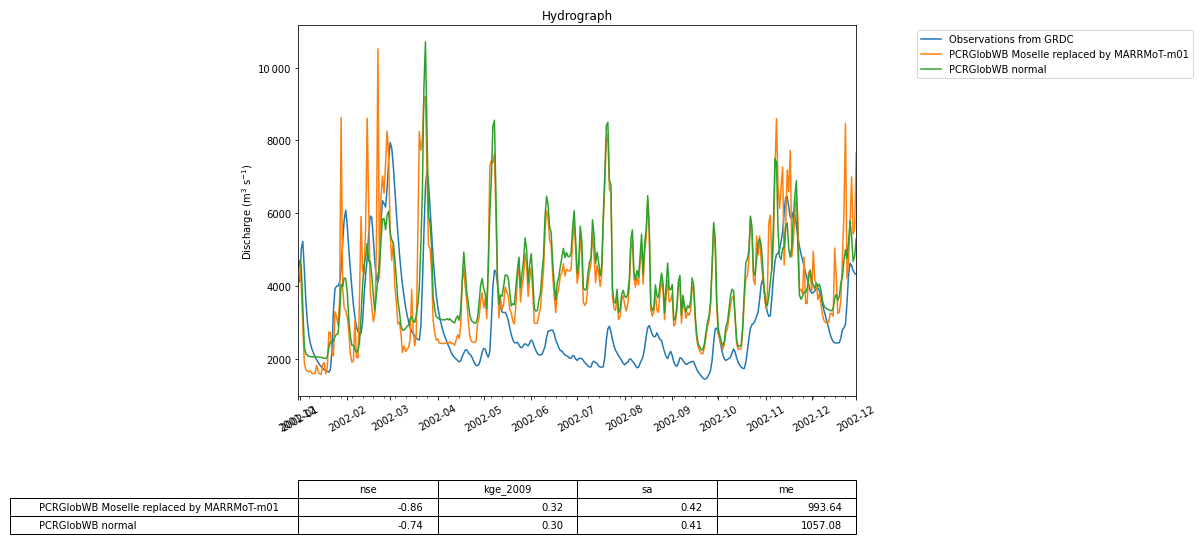 Hydrograph
Observations from GRDC
PCRGlobWB Moselle replaced by MARRMoT-m01
PCRGlobWB normal
Discharge (m³ s⁻¹)
10 000
8000
6000
4000
2000
2002-02
2002-03
2002-04
2002-05
2002-06
2002-07
2002-08
2002-09
2002-10
2002-11
2002-12
2002-12
nse kge_2009 sa me
PCRGlobWB Moselle replaced by MARRMoT-m01 -0.86 0.32 0.42 993.64
PCRGlobWB normal -0.74 0.30 0.41 1057.08